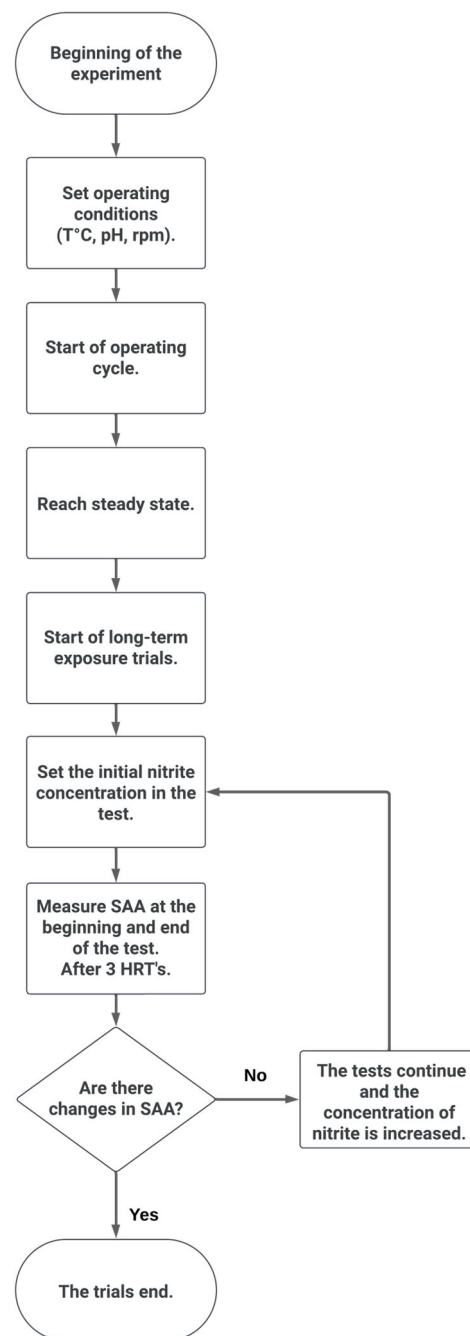 Beginning of the
experiment
Set operating
conditions
(T°C, pH, rpm).
Start of operating
cycle.
Reach steady state.
Start of long-term
exposure trials.
Set the initial nitrite
concentration in the
test.
Measure SAA at the
beginning and end
of the test.
After 3 HRT's.
Are there
changes in SAA?
No
The tests continue
and the
concentration of
nitrite is increased.
Yes
The trials end.